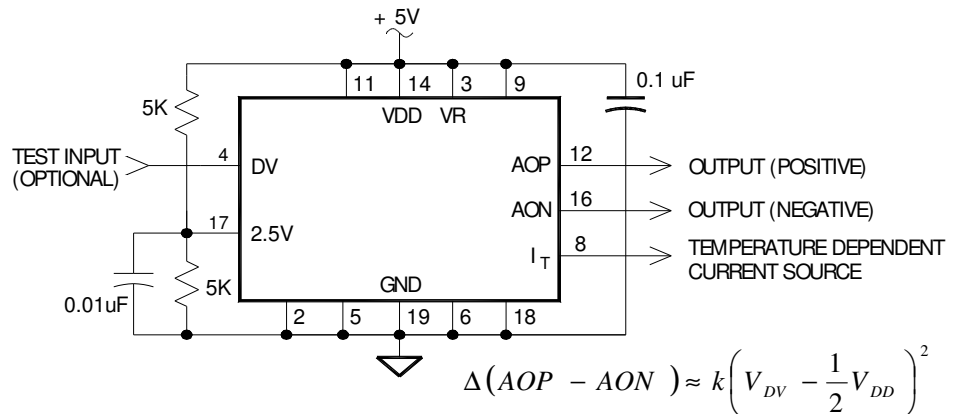 + 5V
11 14 3 9
0.1 uF
5K
VDD VR
TEST INPUT
(OPTIONAL)
4
DV
AOP
12
OUTPUT (POSITIVE)
AON
16
OUTPUT (NEGATIVE)
17
2.5V
I T
8
TEMPERATURE DEPENDENT
CURRENT SOURCE
0.01uF
5K
GND
2 5 19 6 18
Δ(AOP - AON) ≈ k(V_DV - 1/2 V_DD)²